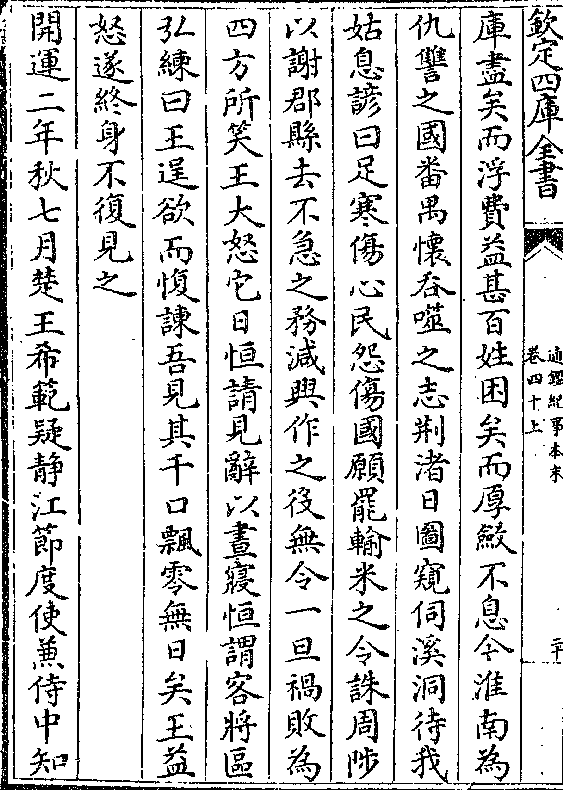 欽定四庫全書
通鑑紀事本末
卷四十上
二十
庫盡矣而浮費益甚百姓困矣而厚斂不息今淮南為
仇讐之國番禺懷吞噬之志荆渚日圖窺伺溪洞待我
姑息諺曰足寒傷心民怨傷國願罷輸米之令誅周陟
以謝郡縣去不急之務減興作之役無令一旦禍敗為
四方所笑王大怒它日恒請見辭以晝寢恒謂客將區
弘練曰王逞欲而愎諫吾見其千口飄零無日矣王益
怒遂終身不復見之
開運二年秋七月楚王希範疑静江節度使兼侍中知